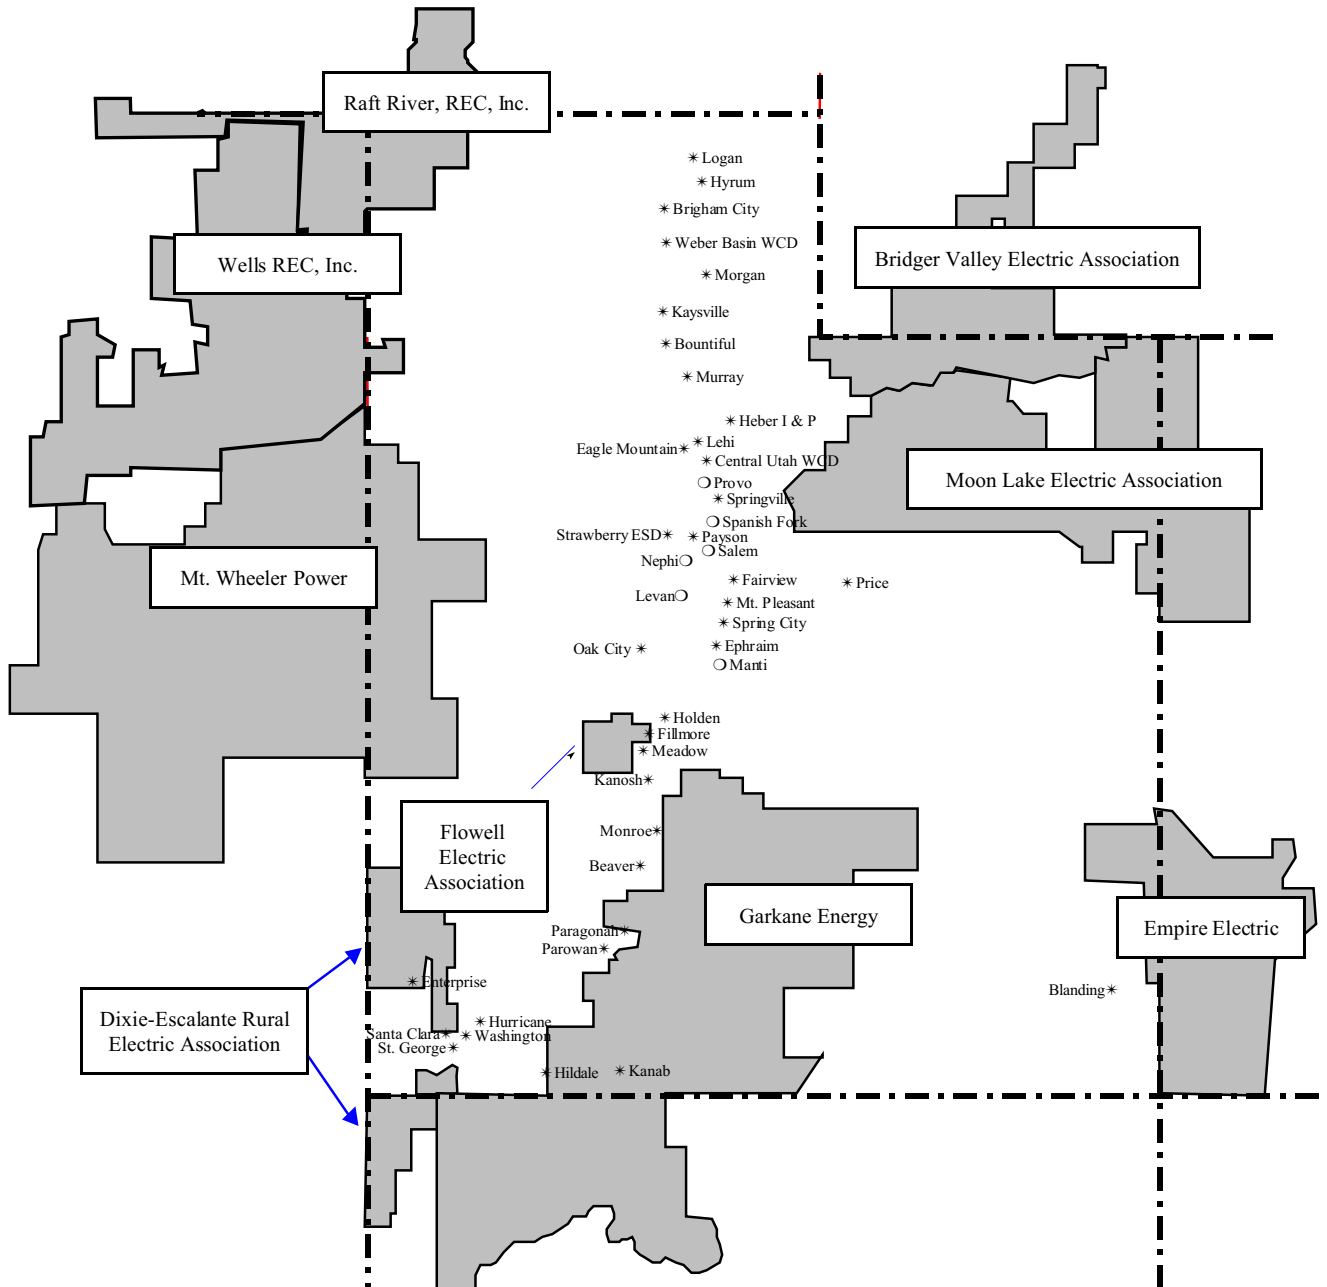 Raft River, REC, Inc.
Logan
Hyrum
Brigham City
Weber Basin WCD
Wells REC, Inc.
Bridger Valley Electric Association
Morgan
Kaysville
Bountiful
Murray
Heber I & P
Lehi
Eagle Mountain
Central Utah WCD
Moon Lake Electric Association
Provo
Springville
Spanish Fork
Strawberry ESD
Payson
Salem
Nephi
Mt. Wheeler Power
Fairview
Price
Levan
Mt. Pleasant
Spring City
Ephraim
Oak City
Manti
Holden
Fillmore
Meadow
Kanosh
Flowell
Electric
Association
Monroe
Beaver
Garkane Energy
Empire Electric
Paragonah
Parowan
Enterprise
Blanding
Dixie-Escalante Rural
Electric Association
Hurricane
Santa Clara
Washington
St. George
Hildale
Kanab